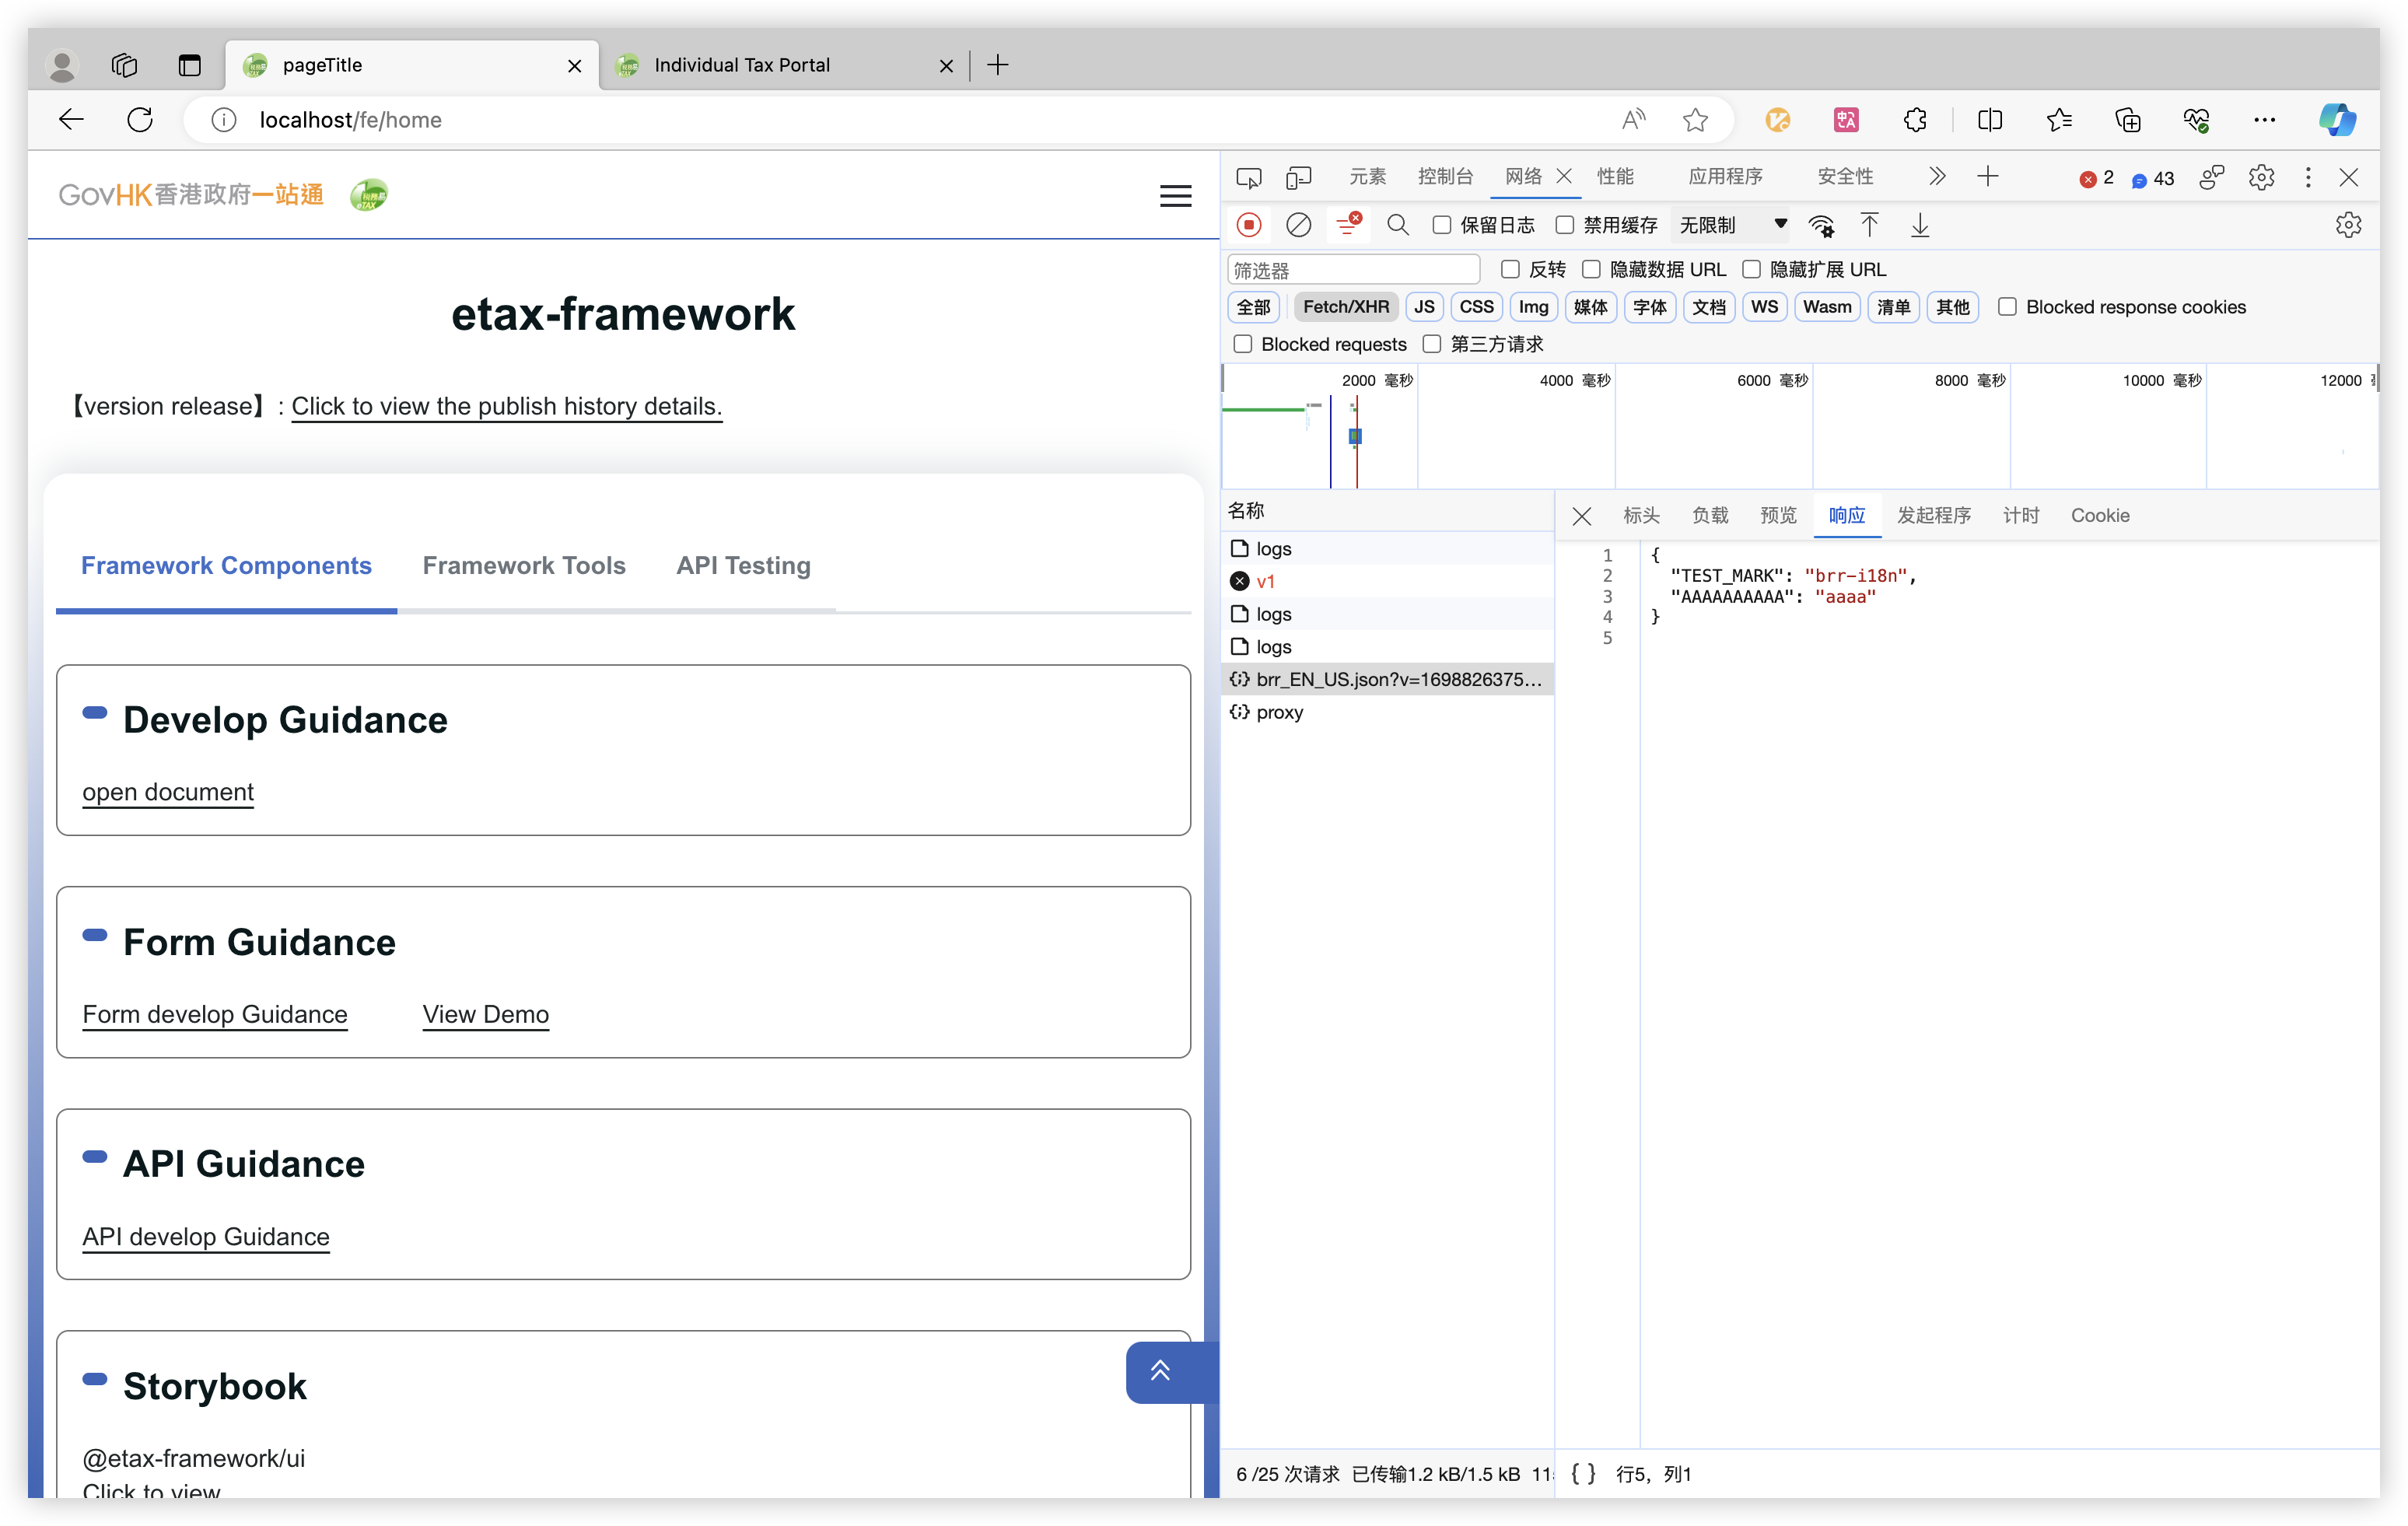 pageTitle
Individual Tax Portal
localhost/fe/home
GovHK香港政府一站通
etax-framework
【version release】: Click to view the publish history details.
Framework Components
Framework Tools
API Testing
Develop Guidance
open document
Form Guidance
Form develop Guidance
View Demo
API Guidance
API develop Guidance
Storybook
@etax-framework/ui
Click to view
元素
控制台
网络
性能
应用程序
安全性
2
43
保留日志
禁用缓存
无限制
筛选器
反转
隐藏数据 URL
隐藏扩展 URL
全部
Fetch/XHR
JS
CSS
Img
媒体
字体
文档
WS
Wasm
清单
其他
Blocked response cookies
Blocked requests
第三方请求
2000 毫秒
4000 毫秒
6000 毫秒
8000 毫秒
10000 毫秒
12000
名称
logs
v1
logs
logs
brr_EN_US.json?v=1698826375...
proxy
标头
负载
预览
响应
发起程序
计时
Cookie
1 {
2 "TEST_MARK": "brr-i18n",
3 "AAAAAAAAAA": "aaaa"
4 }
5
6 /25 次请求 已传输1.2 kB/1.5 kB
{ } 行5，列1